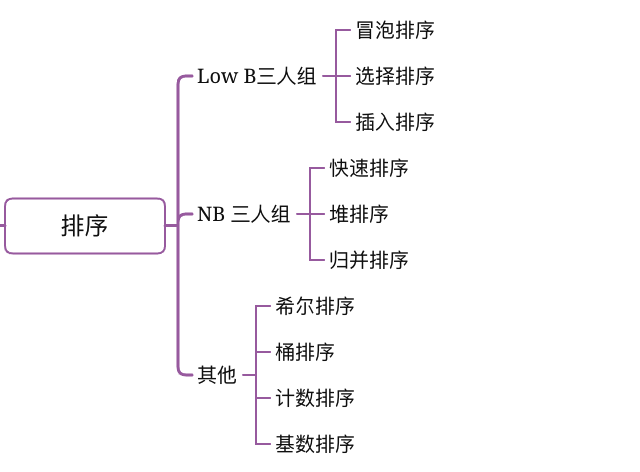 排序
Low B三人组
冒泡排序
选择排序
插入排序
NB 三人组
快速排序
堆排序
归并排序
其他
希尔排序
桶排序
计数排序
基数排序